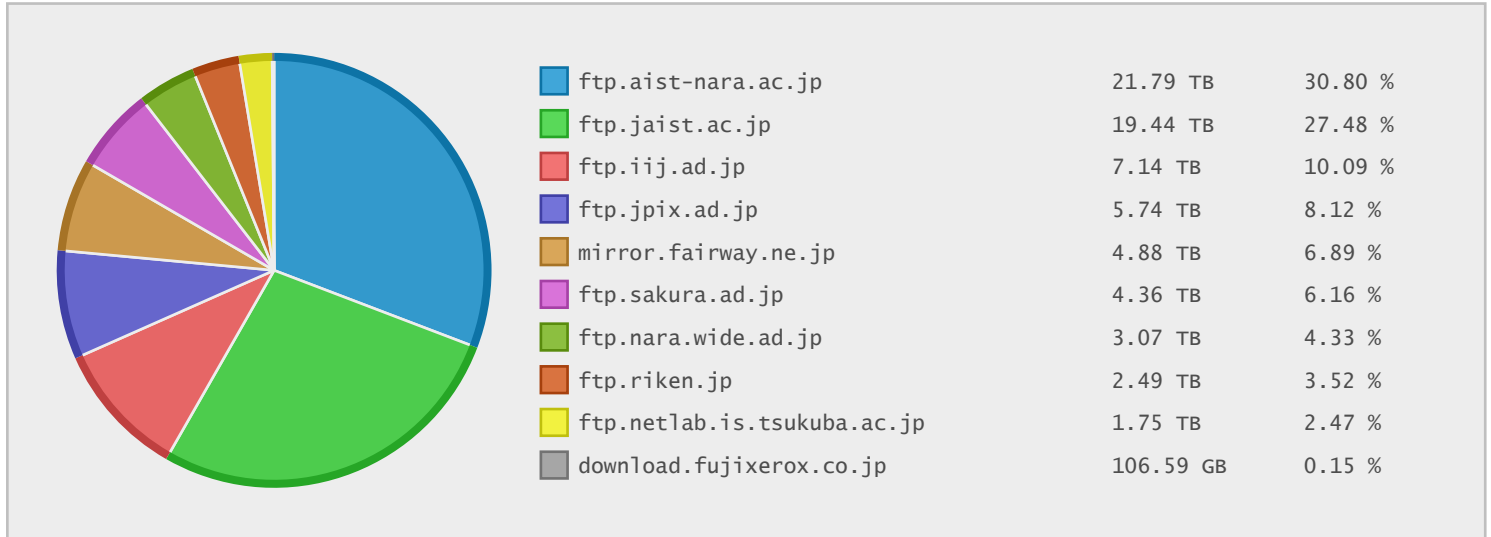 ftp.aist-nara.ac.jp 21.79 TB 30.80 %
ftp.jaist.ac.jp 19.44 TB 27.48 %
ftp.iij.ad.jp 7.14 TB 10.09 %
ftp.jpix.ad.jp 5.74 TB 8.12 %
mirror.fairway.ne.jp 4.88 TB 6.89 %
ftp.sakura.ad.jp 4.36 TB 6.16 %
ftp.nara.wide.ad.jp 3.07 TB 4.33 %
ftp.riken.jp 2.49 TB 3.52 %
ftp.netlab.is.tsukuba.ac.jp 1.75 TB 2.47 %
download.fujixerox.co.jp 106.59 GB 0.15 %